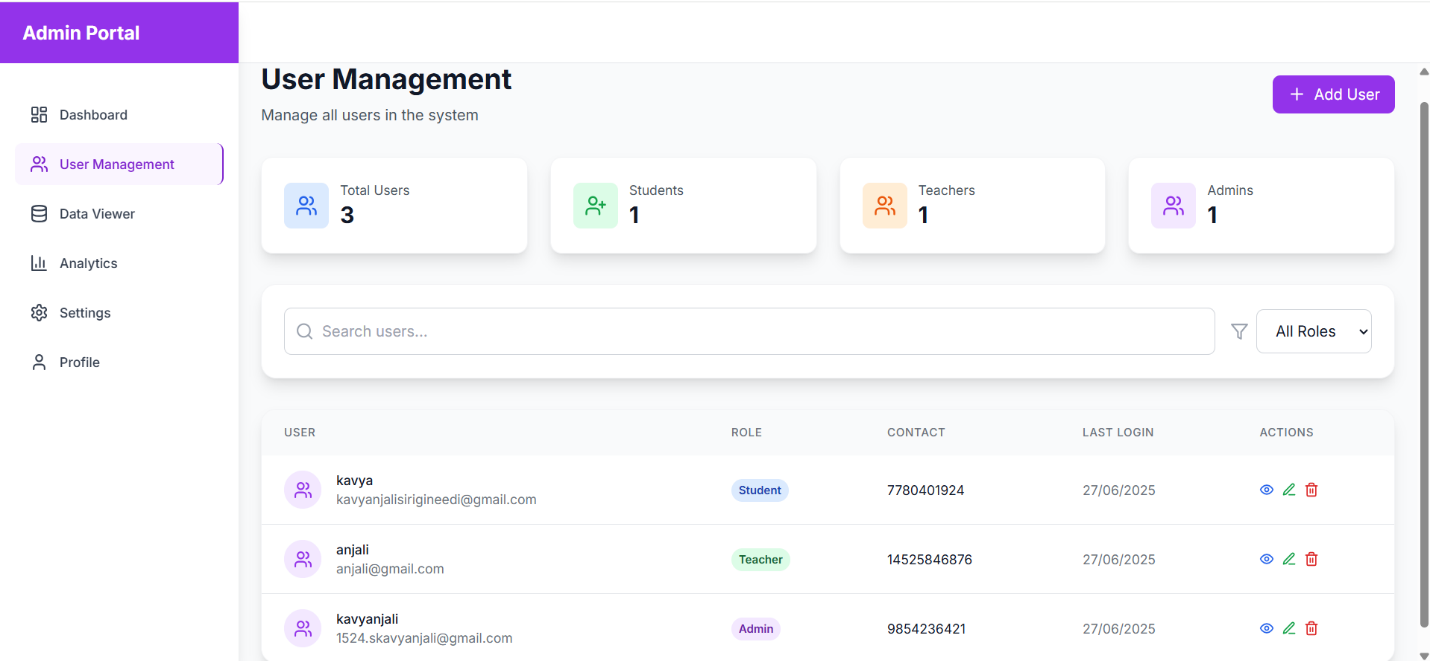 Admin Portal
Dashboard
User Management
Data Viewer
Analytics
Settings
Profile
User Management
Manage all users in the system
Add User
Total Users
3
Students
1
Teachers
1
Admins
1
Search users...
All Roles
USER ROLE CONTACT LAST LOGIN ACTIONS
kavya
kavyanjalisirigineedi@gmail.com
Student
7780401924
27/06/2025
anjali
anjali@gmail.com
Teacher
14525846876
27/06/2025
kavyanjali
1524.skavyanjali@gmail.com
Admin
9854236421
27/06/2025